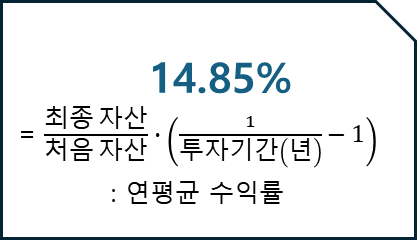 14.85%
= 최종 자산/처음 자산 · (1/투자기간(년) − 1)
: 연평균 수익률